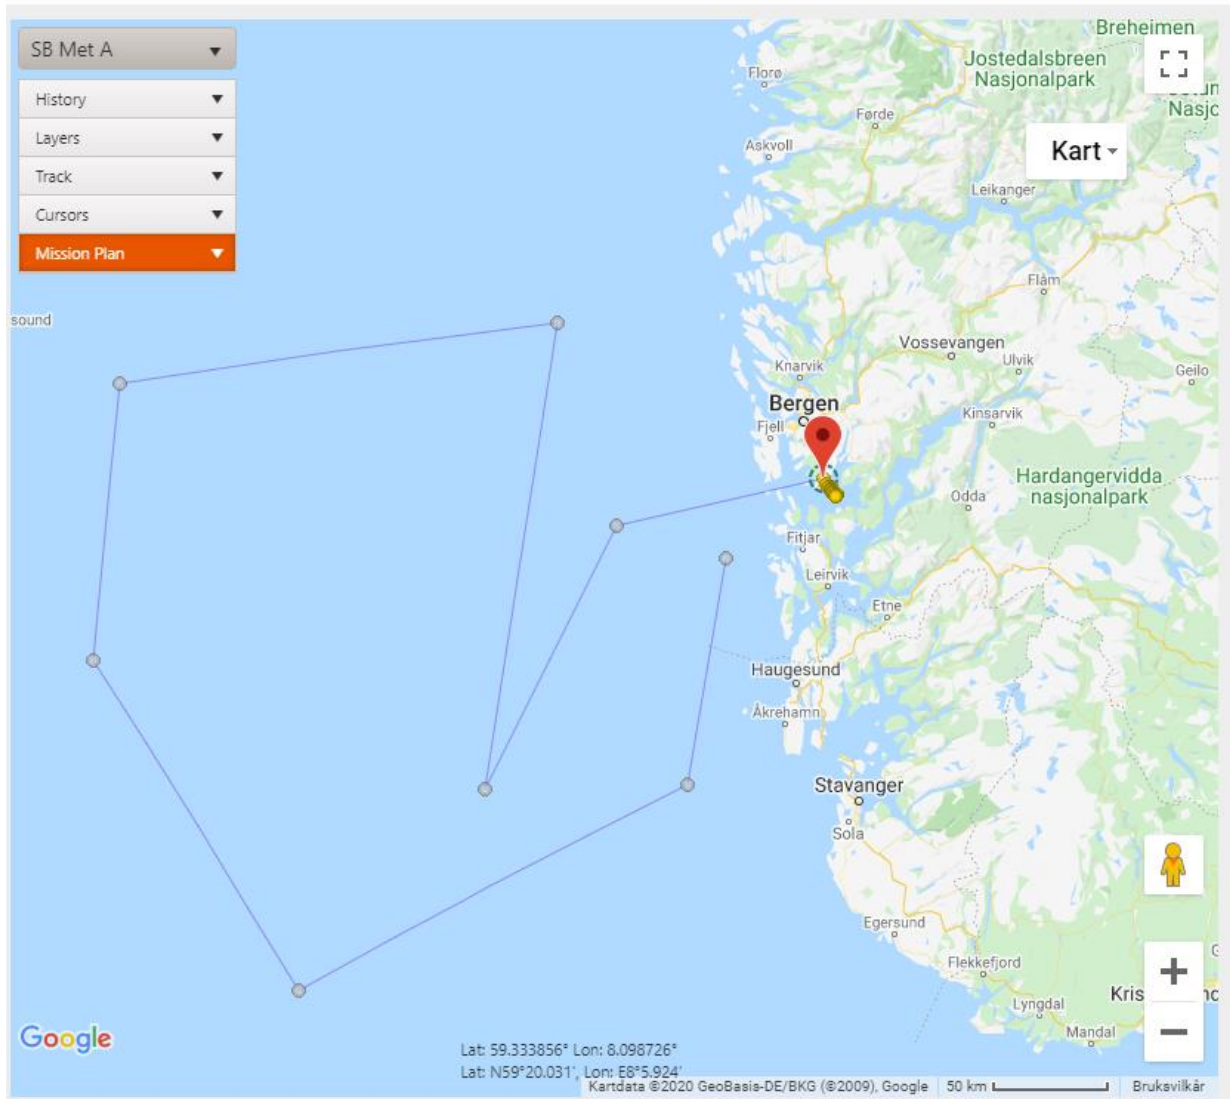 SB Met A
History
Layers
Track
Cursors
Mission Plan
Breheimen
Jostedalsbreen
Nasjonalpark
Nasjo
Kart
Florø
Førde
Askvoll
Leikanger
Flåm
sound
Vossevangen
Knarvik
Ulvik
Geilo
Bergen
Kinsarvik
Fjell
Hardangervidda
nasjonalpark
Odda
Fitjar
Leirvik
Etne
Haugesund
Åkrehamn
Stavanger
Sola
Egersund
Flekkefjord
Lyngdal
Kris
Mandal
Google
Lat: 59.333856° Lon: 8.098726°
Lat: N59°20.031', Lon: E8°5.924'
Kartdata ©2020 GeoBasis-DE/BKG (©2009), Google
50 km
Bruksvilkår